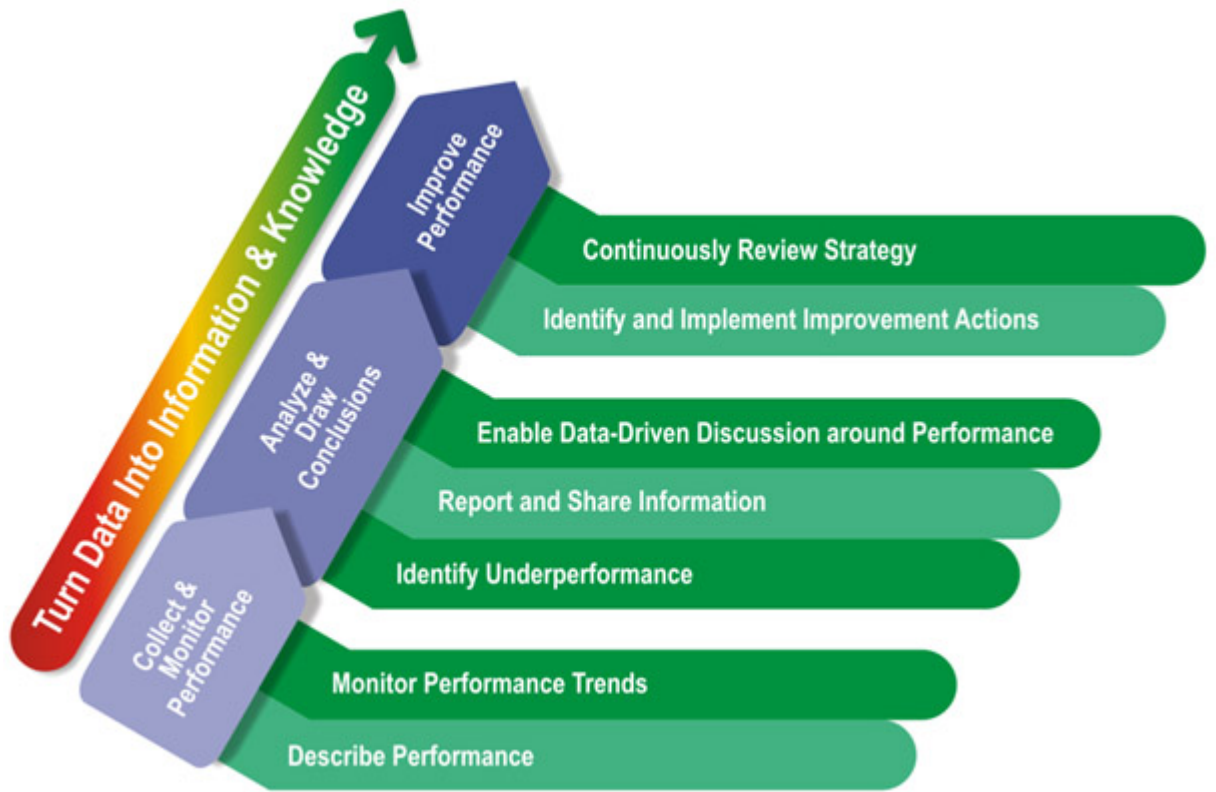 Turn Data Into Information & Knowledge
Improve
Performance
Continuously Review Strategy
Identify and Implement Improvement Actions
Analyze &
Draw
Conclusions
Enable Data-Driven Discussion around Performance
Report and Share Information
Identify Underperformance
Collect &
Monitor
Performance
Monitor Performance Trends
Describe Performance